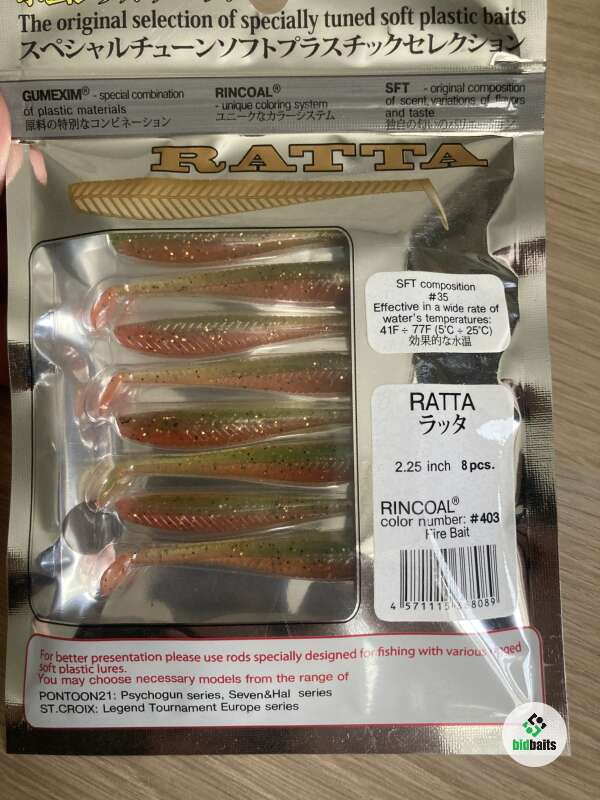 The original selection of specially tuned soft plastic baits
スペシャルチューンソフトプラスチックセレクション
GUMEXIM® - special combination
of plastic materials
原料の特別なコンビネーション
RINCOAL®
- unique coloring system
ユニークなカラーシステム
SFT - original composition
of scent, variations of flavors
and taste
RATTA
SFT composition
#35
Effective in a wide rate of
water's temperatures:
41F ÷ 77F (5°C ÷ 25°C)
効果的な水温
RATTA
ラッタ
2.25 inch 8 pcs.
RINCOAL®
color number: #403
Fire Bait
For better presentation please use rods specially designed for fishing with various
soft plastic lures.
You may choose necessary models from the range of
PONTOON21: Psychogun series, Seven&Hal series
ST.CROIX: Legend Tournament Europe series
bidbaits